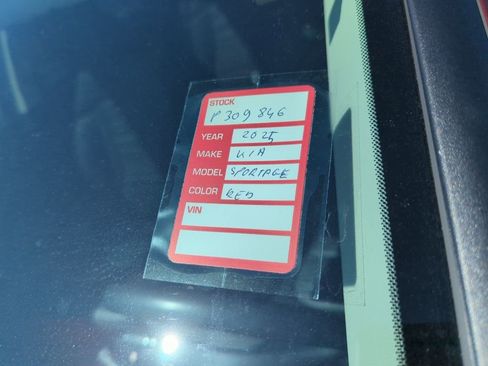 STOCK
P309846
YEAR 2025
MAKE KIA
MODEL SPORTAGE
COLOR RED
VIN